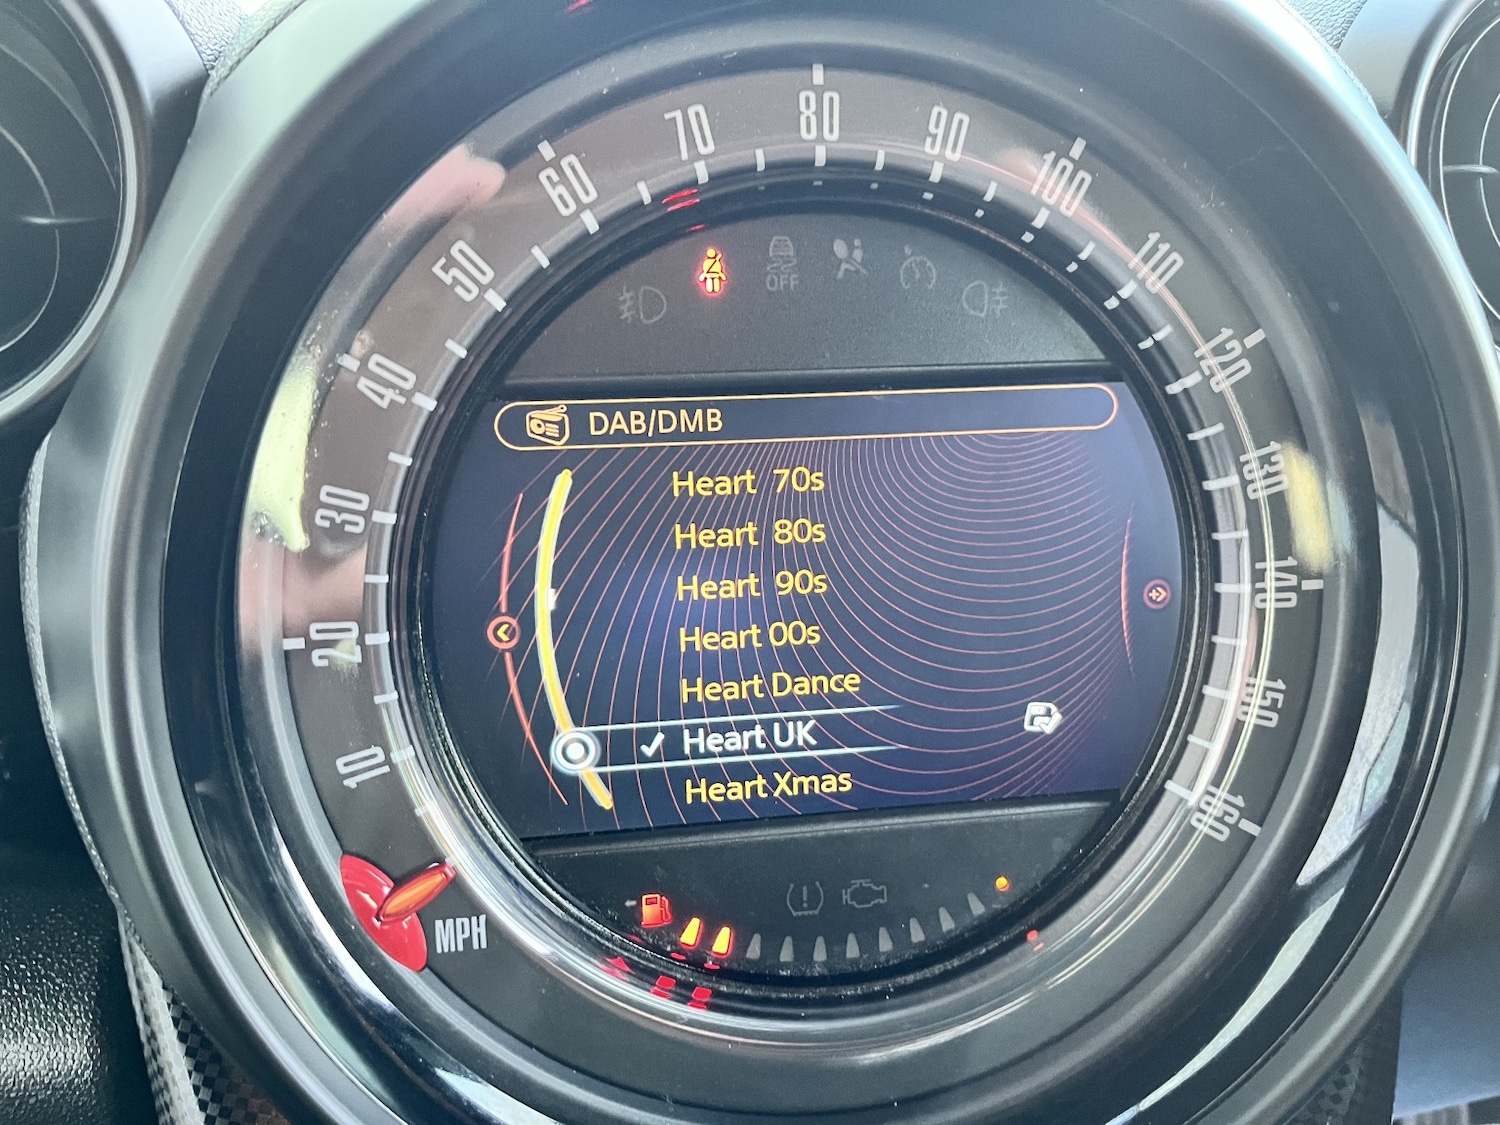 10
20
30
40
50
60
70
80
90
100
110
120
130
140
150
160
MPH
OFF
DAB/DMB
Heart 70s
Heart 80s
Heart 90s
Heart 00s
Heart Dance
Heart UK
Heart Xmas